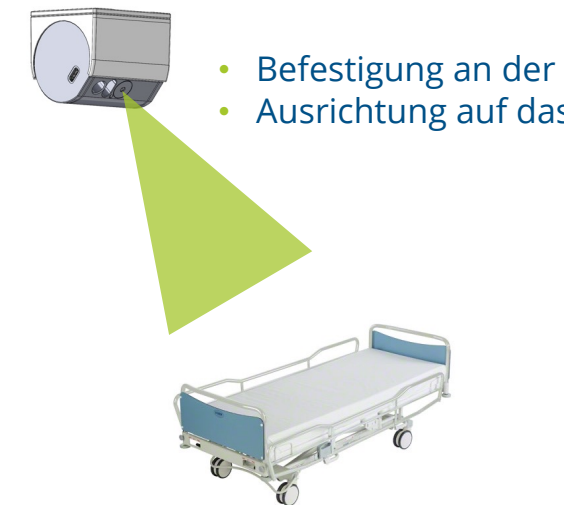 • Befestigung an der
• Ausrichtung auf das